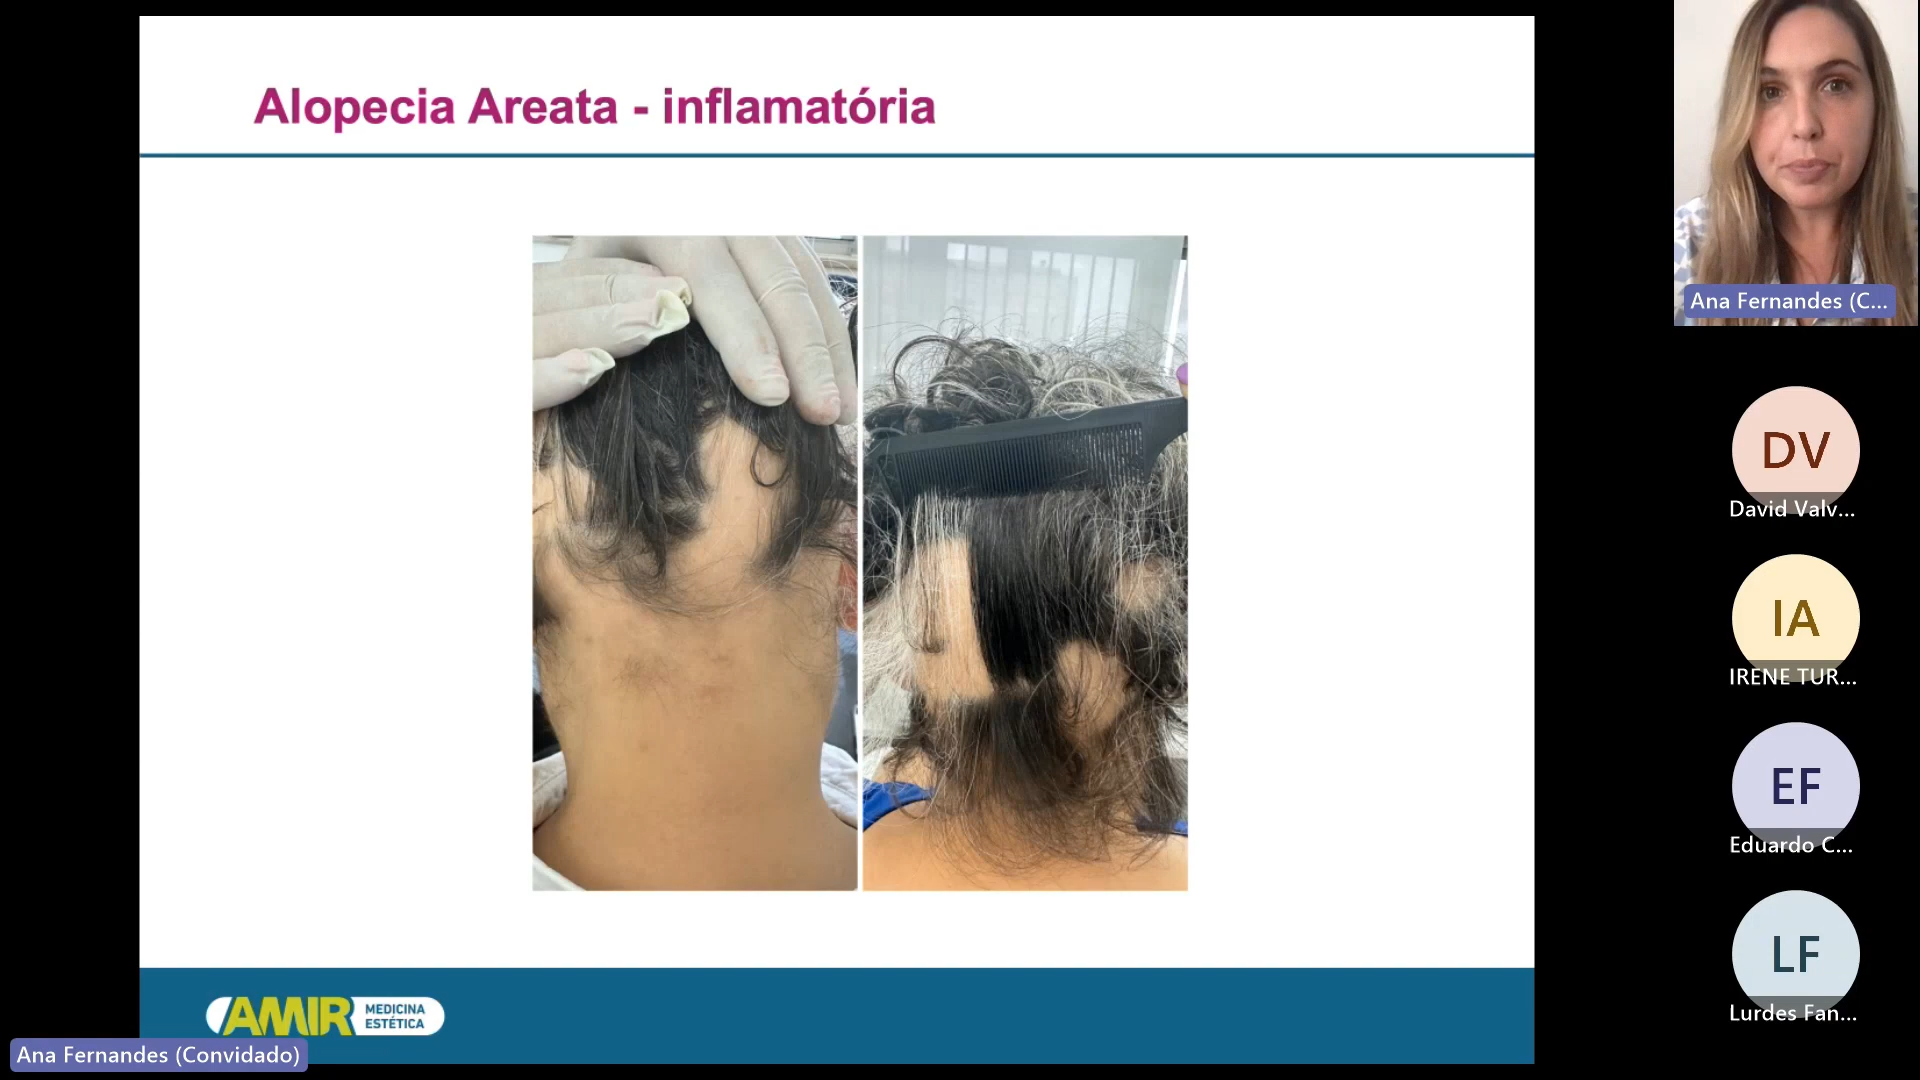 Alopecia Areata - inflamatória
Ana Fernandes (C...
DV
David Valv...
IA
IRENE TUR...
EF
Eduardo C...
LF
Lurdes Fan...
AMIR MEDICINA
ESTÉTICA
Ana Fernandes (Convidado)